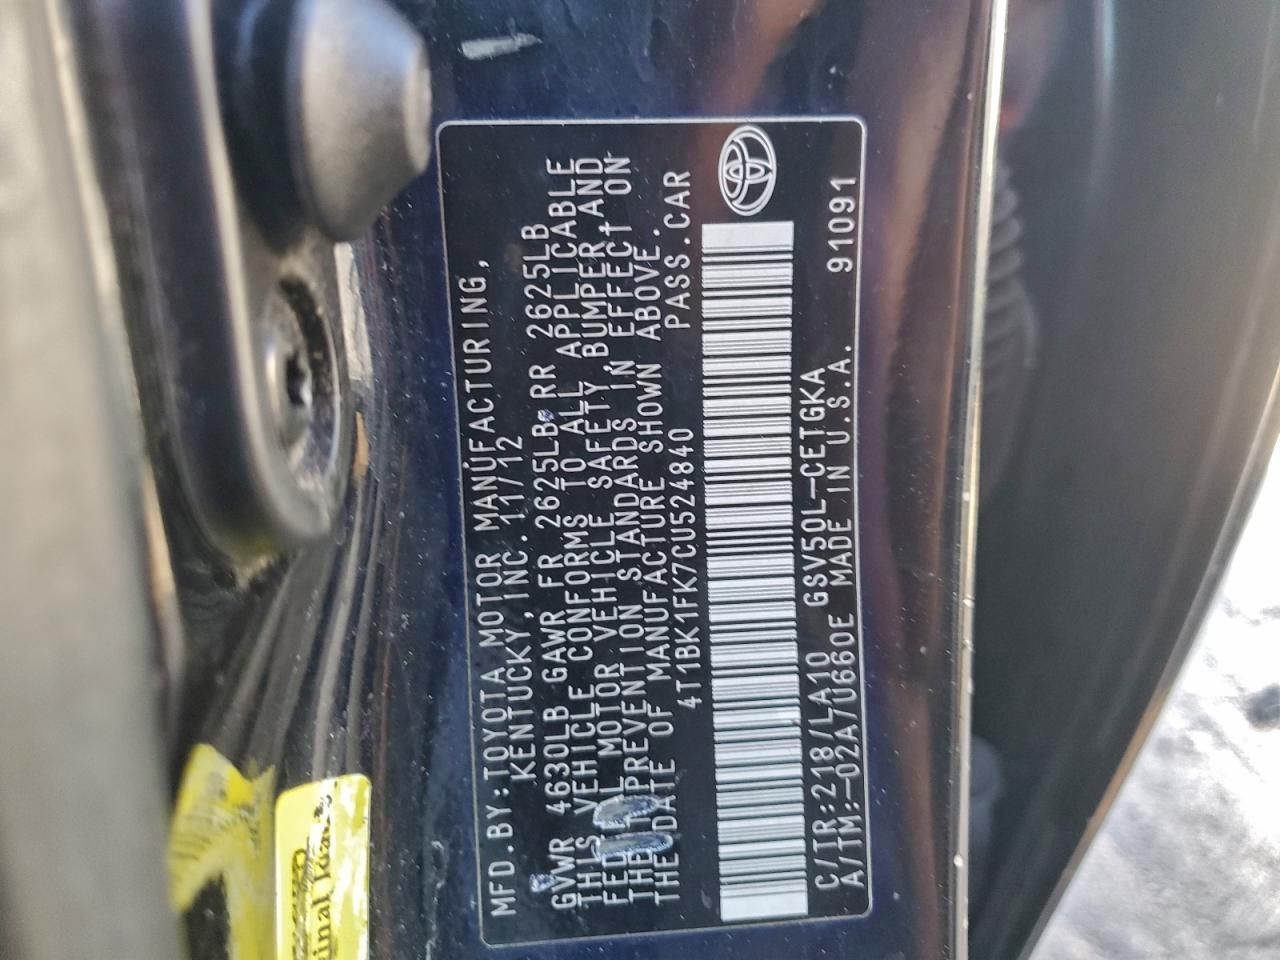 MFD.BY:TOYOTA MOTOR MANUFACTURING,
KENTUCKY,INC.11/12
GVWR 4630LB GAWR FR 2625LB RR 2625LB
THIS VEHICLE CONFORMS TO ALL APPLICABLE
FEDERAL MOTOR VEHICLE SAFETY,BUMPER,AND
THEFT PREVENTION STANDARDS IN EFFECT ON
THE DATE OF MANUFACTURE SHOWN ABOVE.
4T1BK1FK7CU524840 PASS.CAR
C/TR:218/LA10 GSV50L-CETGKA
A/TM:-02A/U660E MADE IN U.S.A. 91091